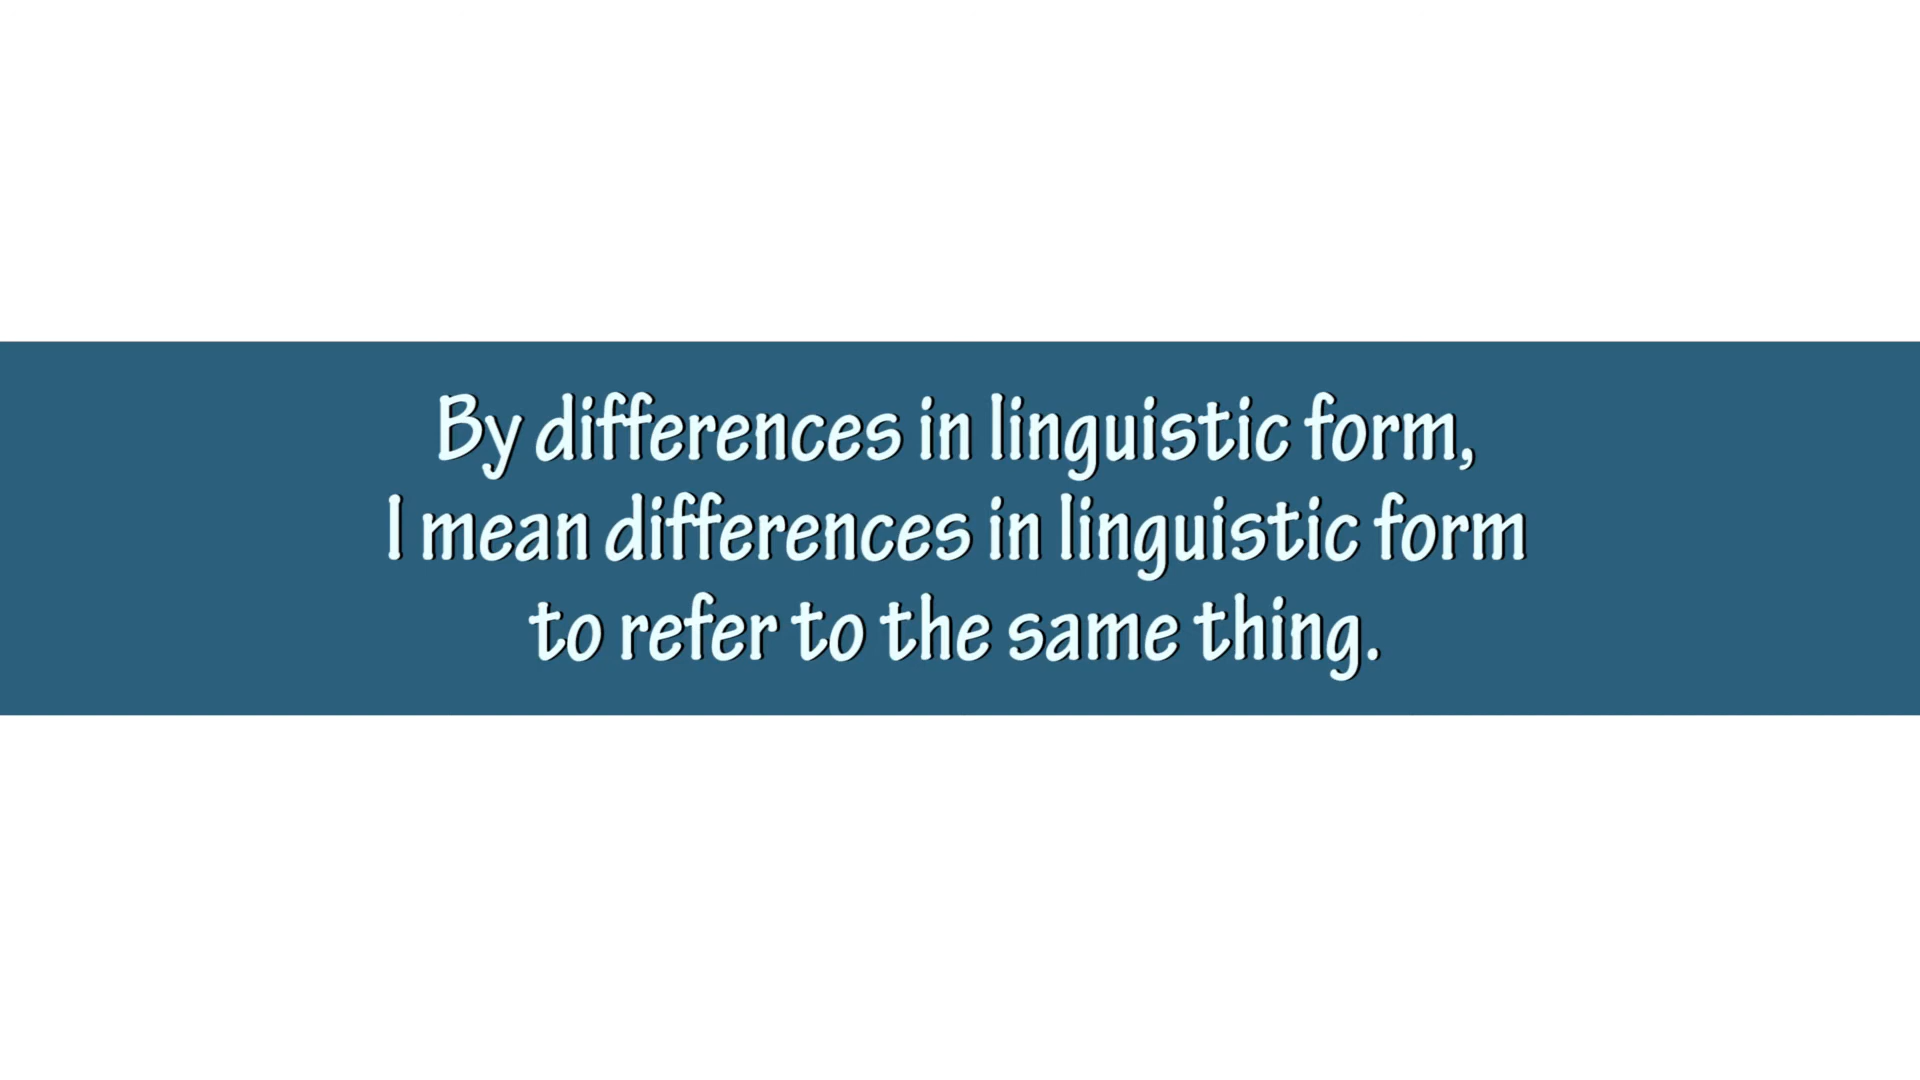 By differences in linguistic form,
I mean differences in linguistic form
to refer to the same thing.